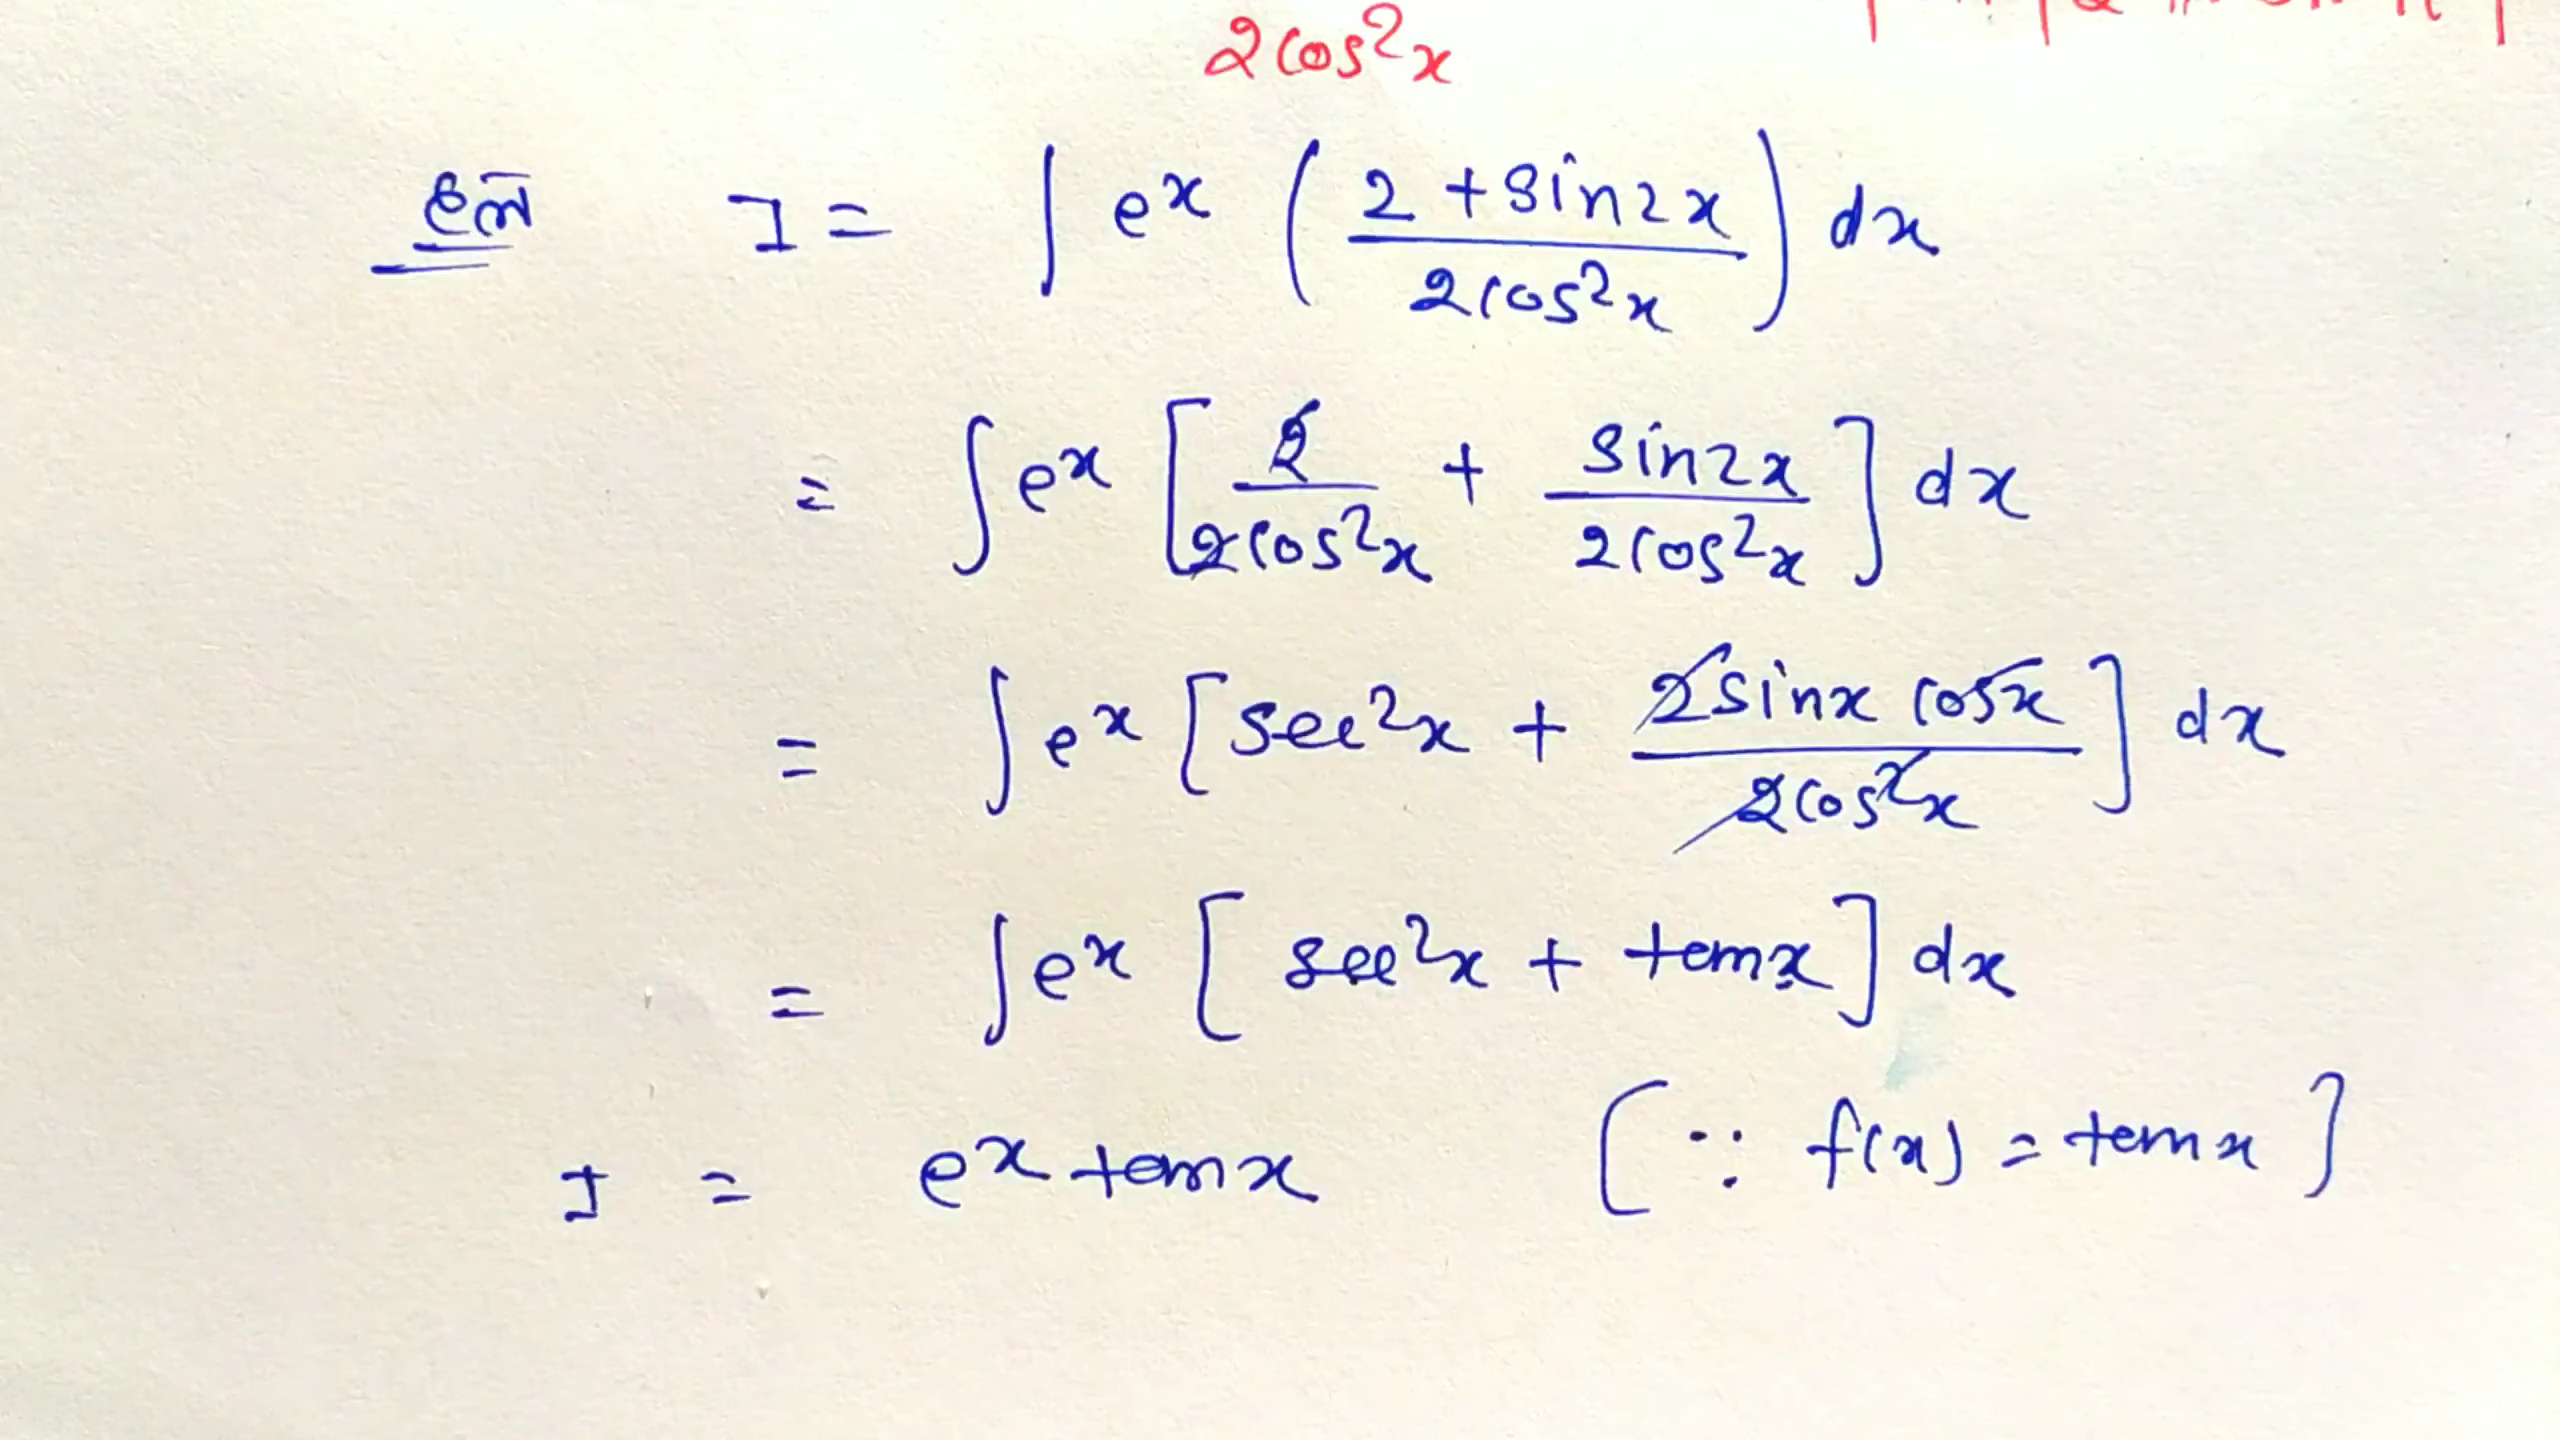 2cos²x
हल I = ∫ eˣ ( (2 + sin2x) / (2cos²x) ) dx
= ∫ eˣ [ 2/(2cos²x) + sin2x/(2cos²x) ] dx
= ∫ eˣ [ sec²x + (2sinx cosx)/(2cos²x) ] dx
= ∫ eˣ [ sec²x + tanx ] dx
I = eˣ tanx [ ∵ f(x) = tanx ]